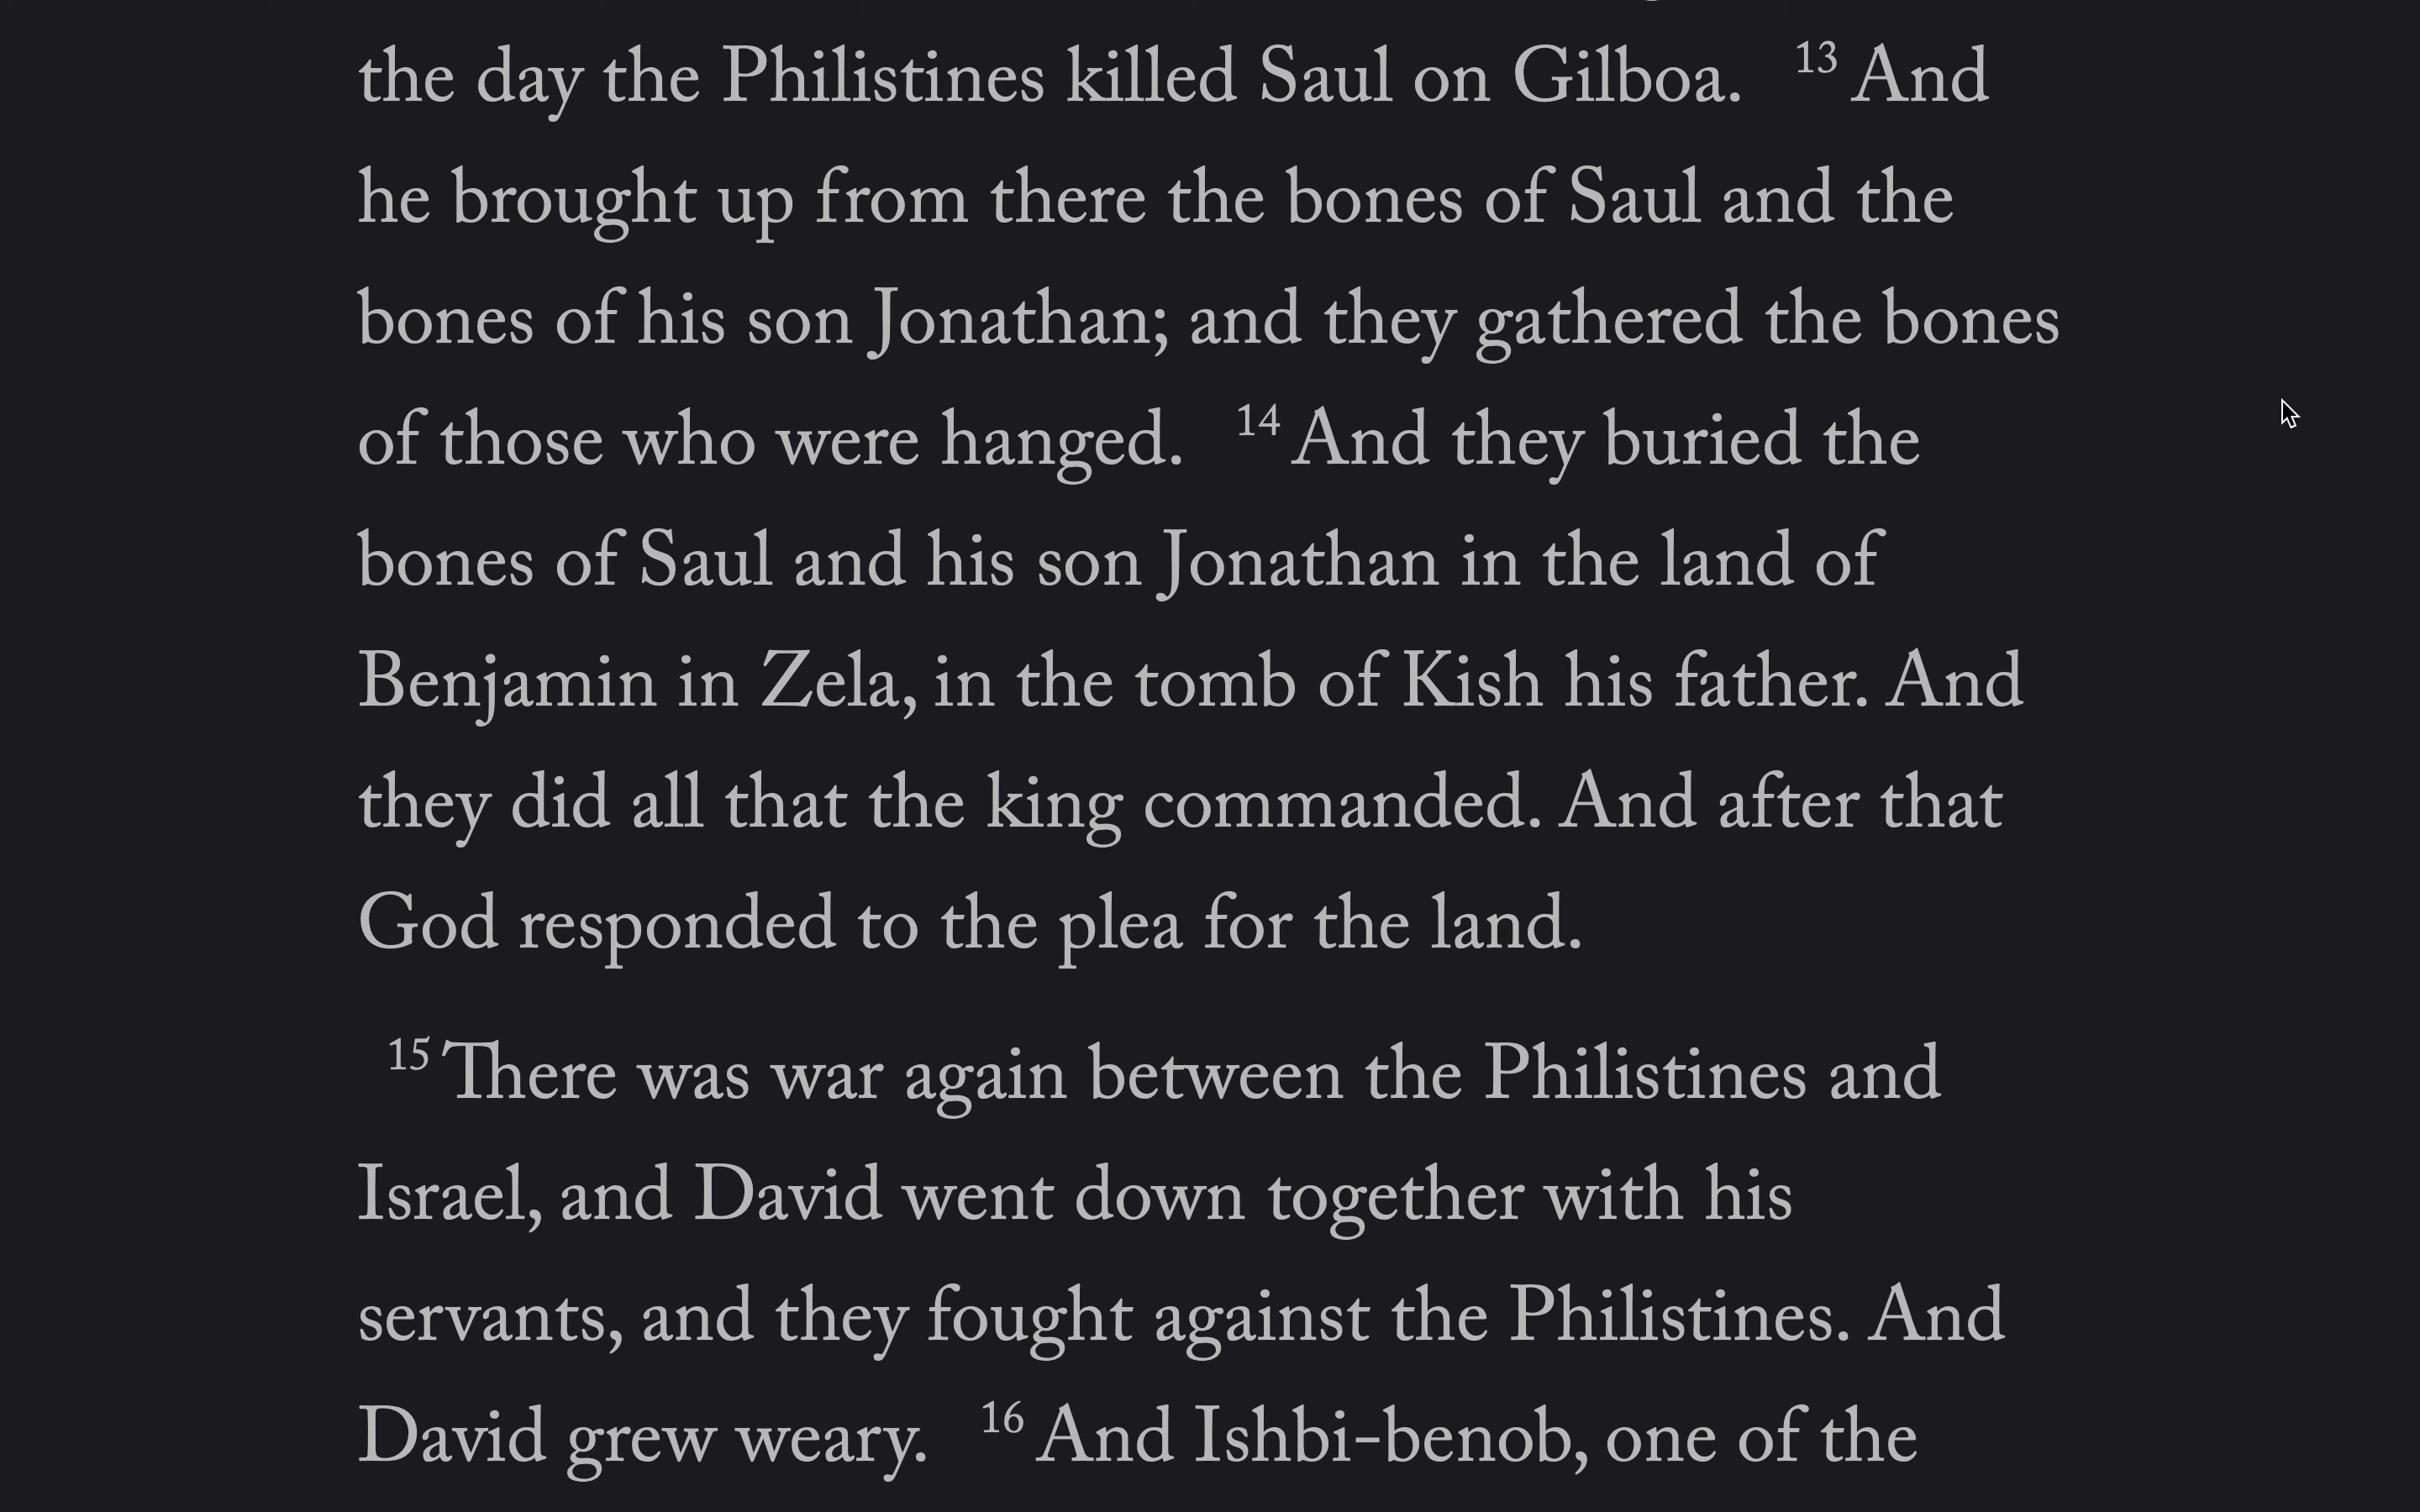 the day the Philistines killed Saul on Gilboa. 13 And
he brought up from there the bones of Saul and the
bones of his son Jonathan; and they gathered the bones
of those who were hanged. 14 And they buried the
bones of Saul and his son Jonathan in the land of
Benjamin in Zela, in the tomb of Kish his father. And
they did all that the king commanded. And after that
God responded to the plea for the land.
15 There was war again between the Philistines and
Israel, and David went down together with his
servants, and they fought against the Philistines. And
David grew weary. 16 And Ishbi-benob, one of the